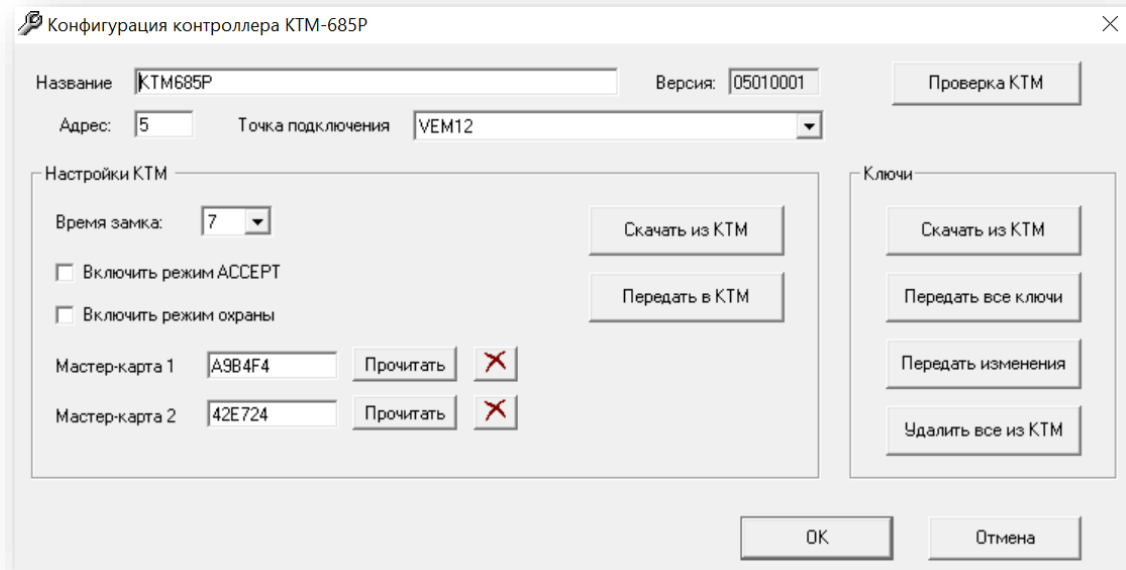 Конфигурация контроллера КТМ-685Р
Название КТМ685Р Версия: 05010001 Проверка КТМ
Адрес: 5 Точка подключения VEM12
Настройки КТМ
Ключи
Время замка: 7 Скачать из КТМ Скачать из КТМ
Включить режим ACCEPT
Передать в КТМ Передать все ключи
Включить режим охраны
Мастер-карта 1 A9B4F4 Прочитать Передать изменения
Мастер-карта 2 42E724 Прочитать
Удалить все из КТМ
OK Отмена